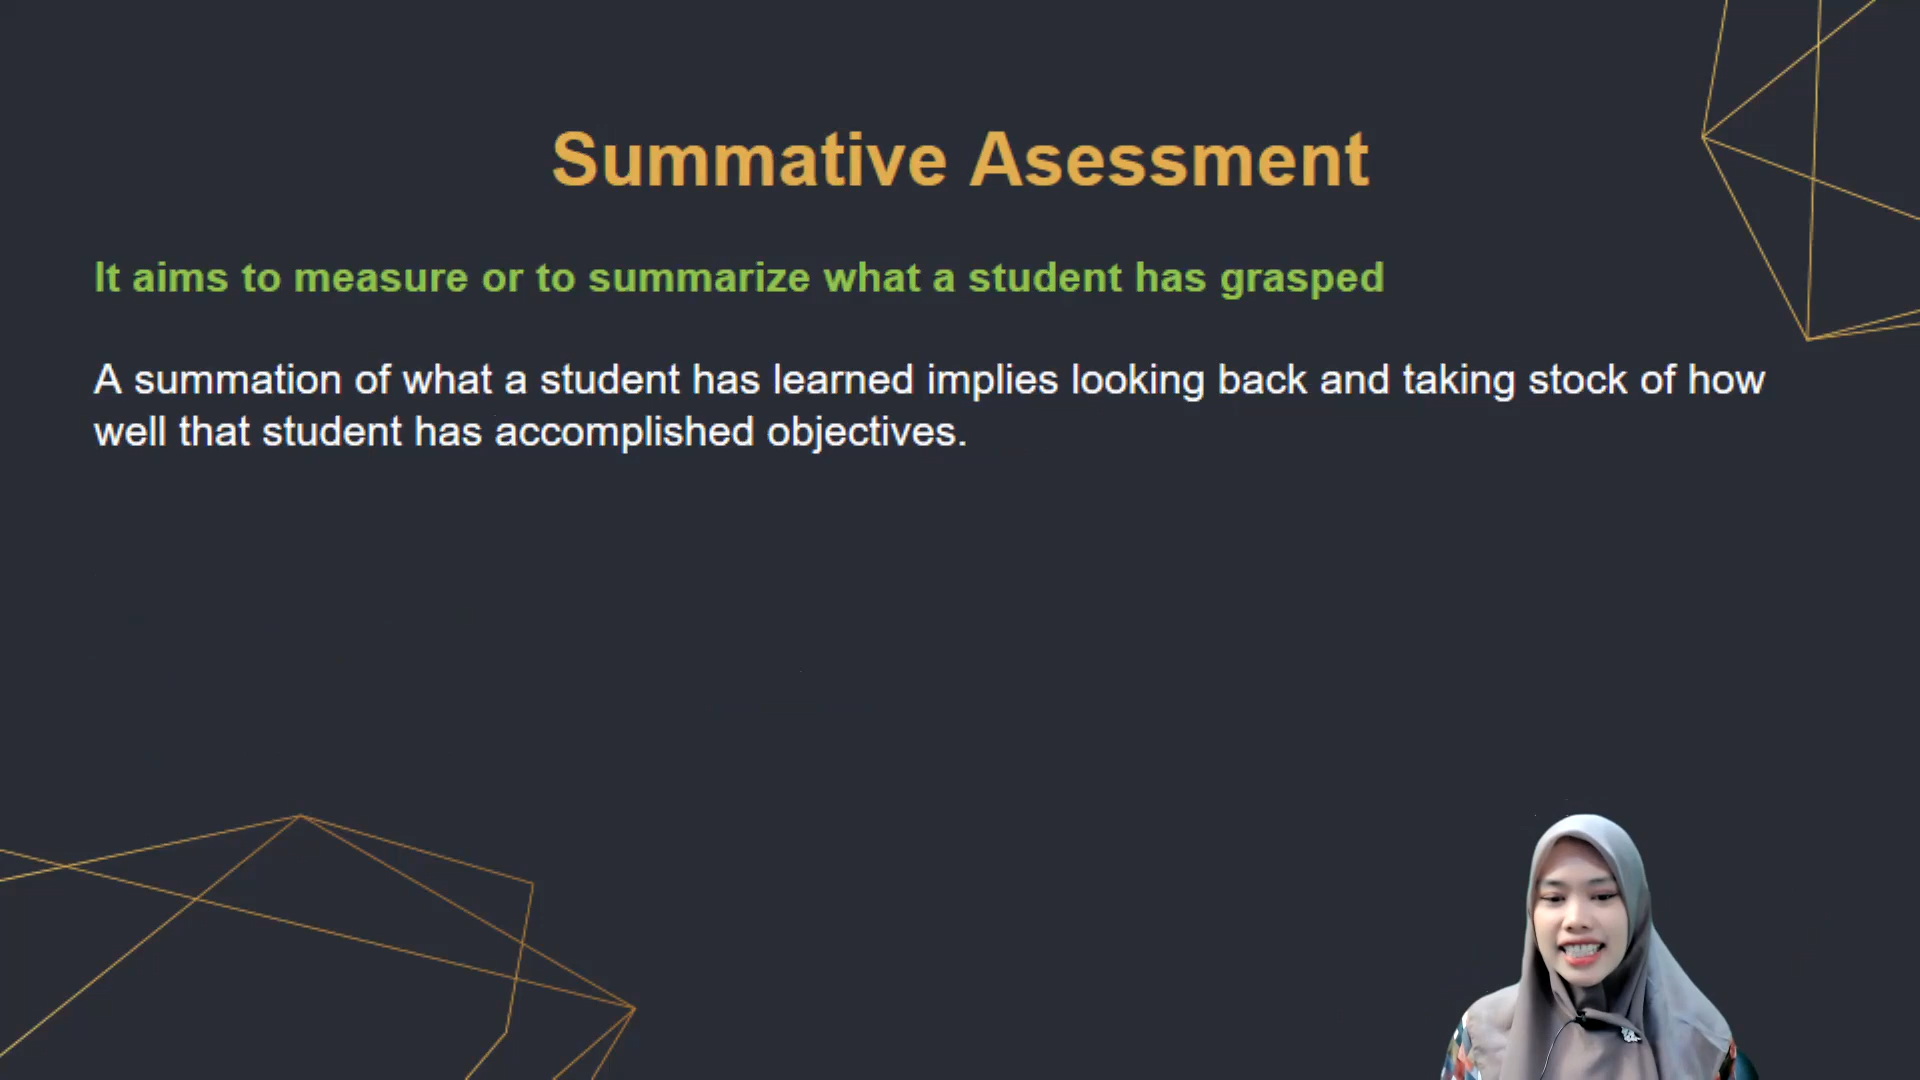 Summative Asessment
It aims to measure or to summarize what a student has grasped
A summation of what a student has learned implies looking back and taking stock of how
well that student has accomplished objectives.